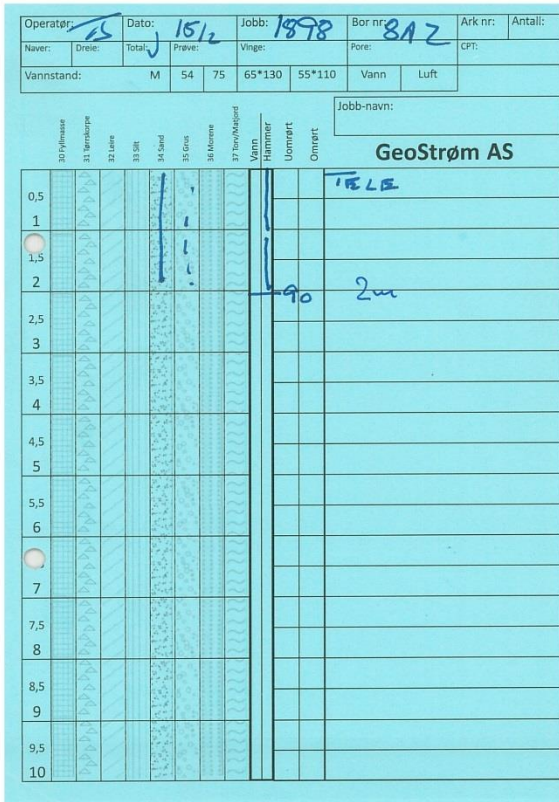 Operatør: TS Dato: 15/2 Jobb: 1898 Bor nr: 8AZ Ark nr: Antall:
Naver: Dreie: Total: Prøve: Vinge: Pore: CPT:
Vannstand: M 54 75 65*130 55*110 Vann Luft
Jobb-navn:
30 Fyllmasse 31 Tørrskorpe 32 Leire 33 Silt 34 Sand 35 Grus 36 Morene 37 Torv/Matjord Vann Hammer Uomrørt Omrørt
GeoStrøm AS
TELE
0,5
1
1,5
2
90 2m
2,5
3
3,5
4
4,5
5
5,5
6
7
7,5
8
8,5
9
9,5
10